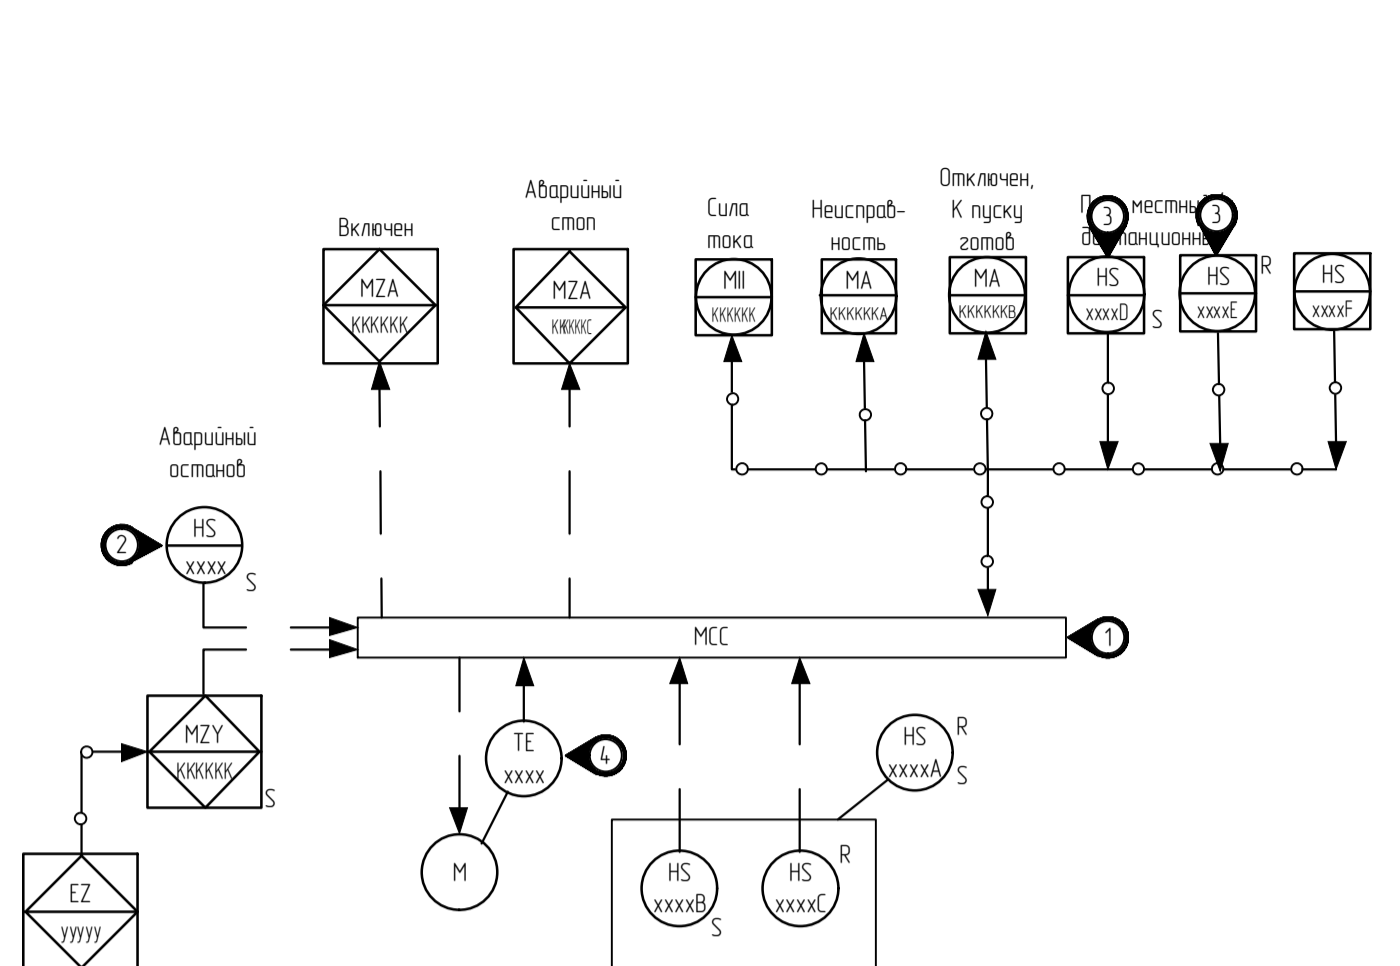 Включен
Аварийный
стоп
Сила
тока
Неисправ-
ность
Отключен,
К пуску
готов
местный
3
3
MZA
KKKKKK
MZA
MII
KKKKKK
MA
KKKKKKA
MA
KKKKKKB
HS
xxxxD
S
HS
xxxxE
R
HS
xxxxF
Аварийный
останов
2
HS
xxxx
S
MCC
1
MZY
KKKKKK
S
EZ
yyyyy
TE
xxxx
4
M
HS
xxxxA
R
S
HS
xxxxB
S
HS
xxxxC
R